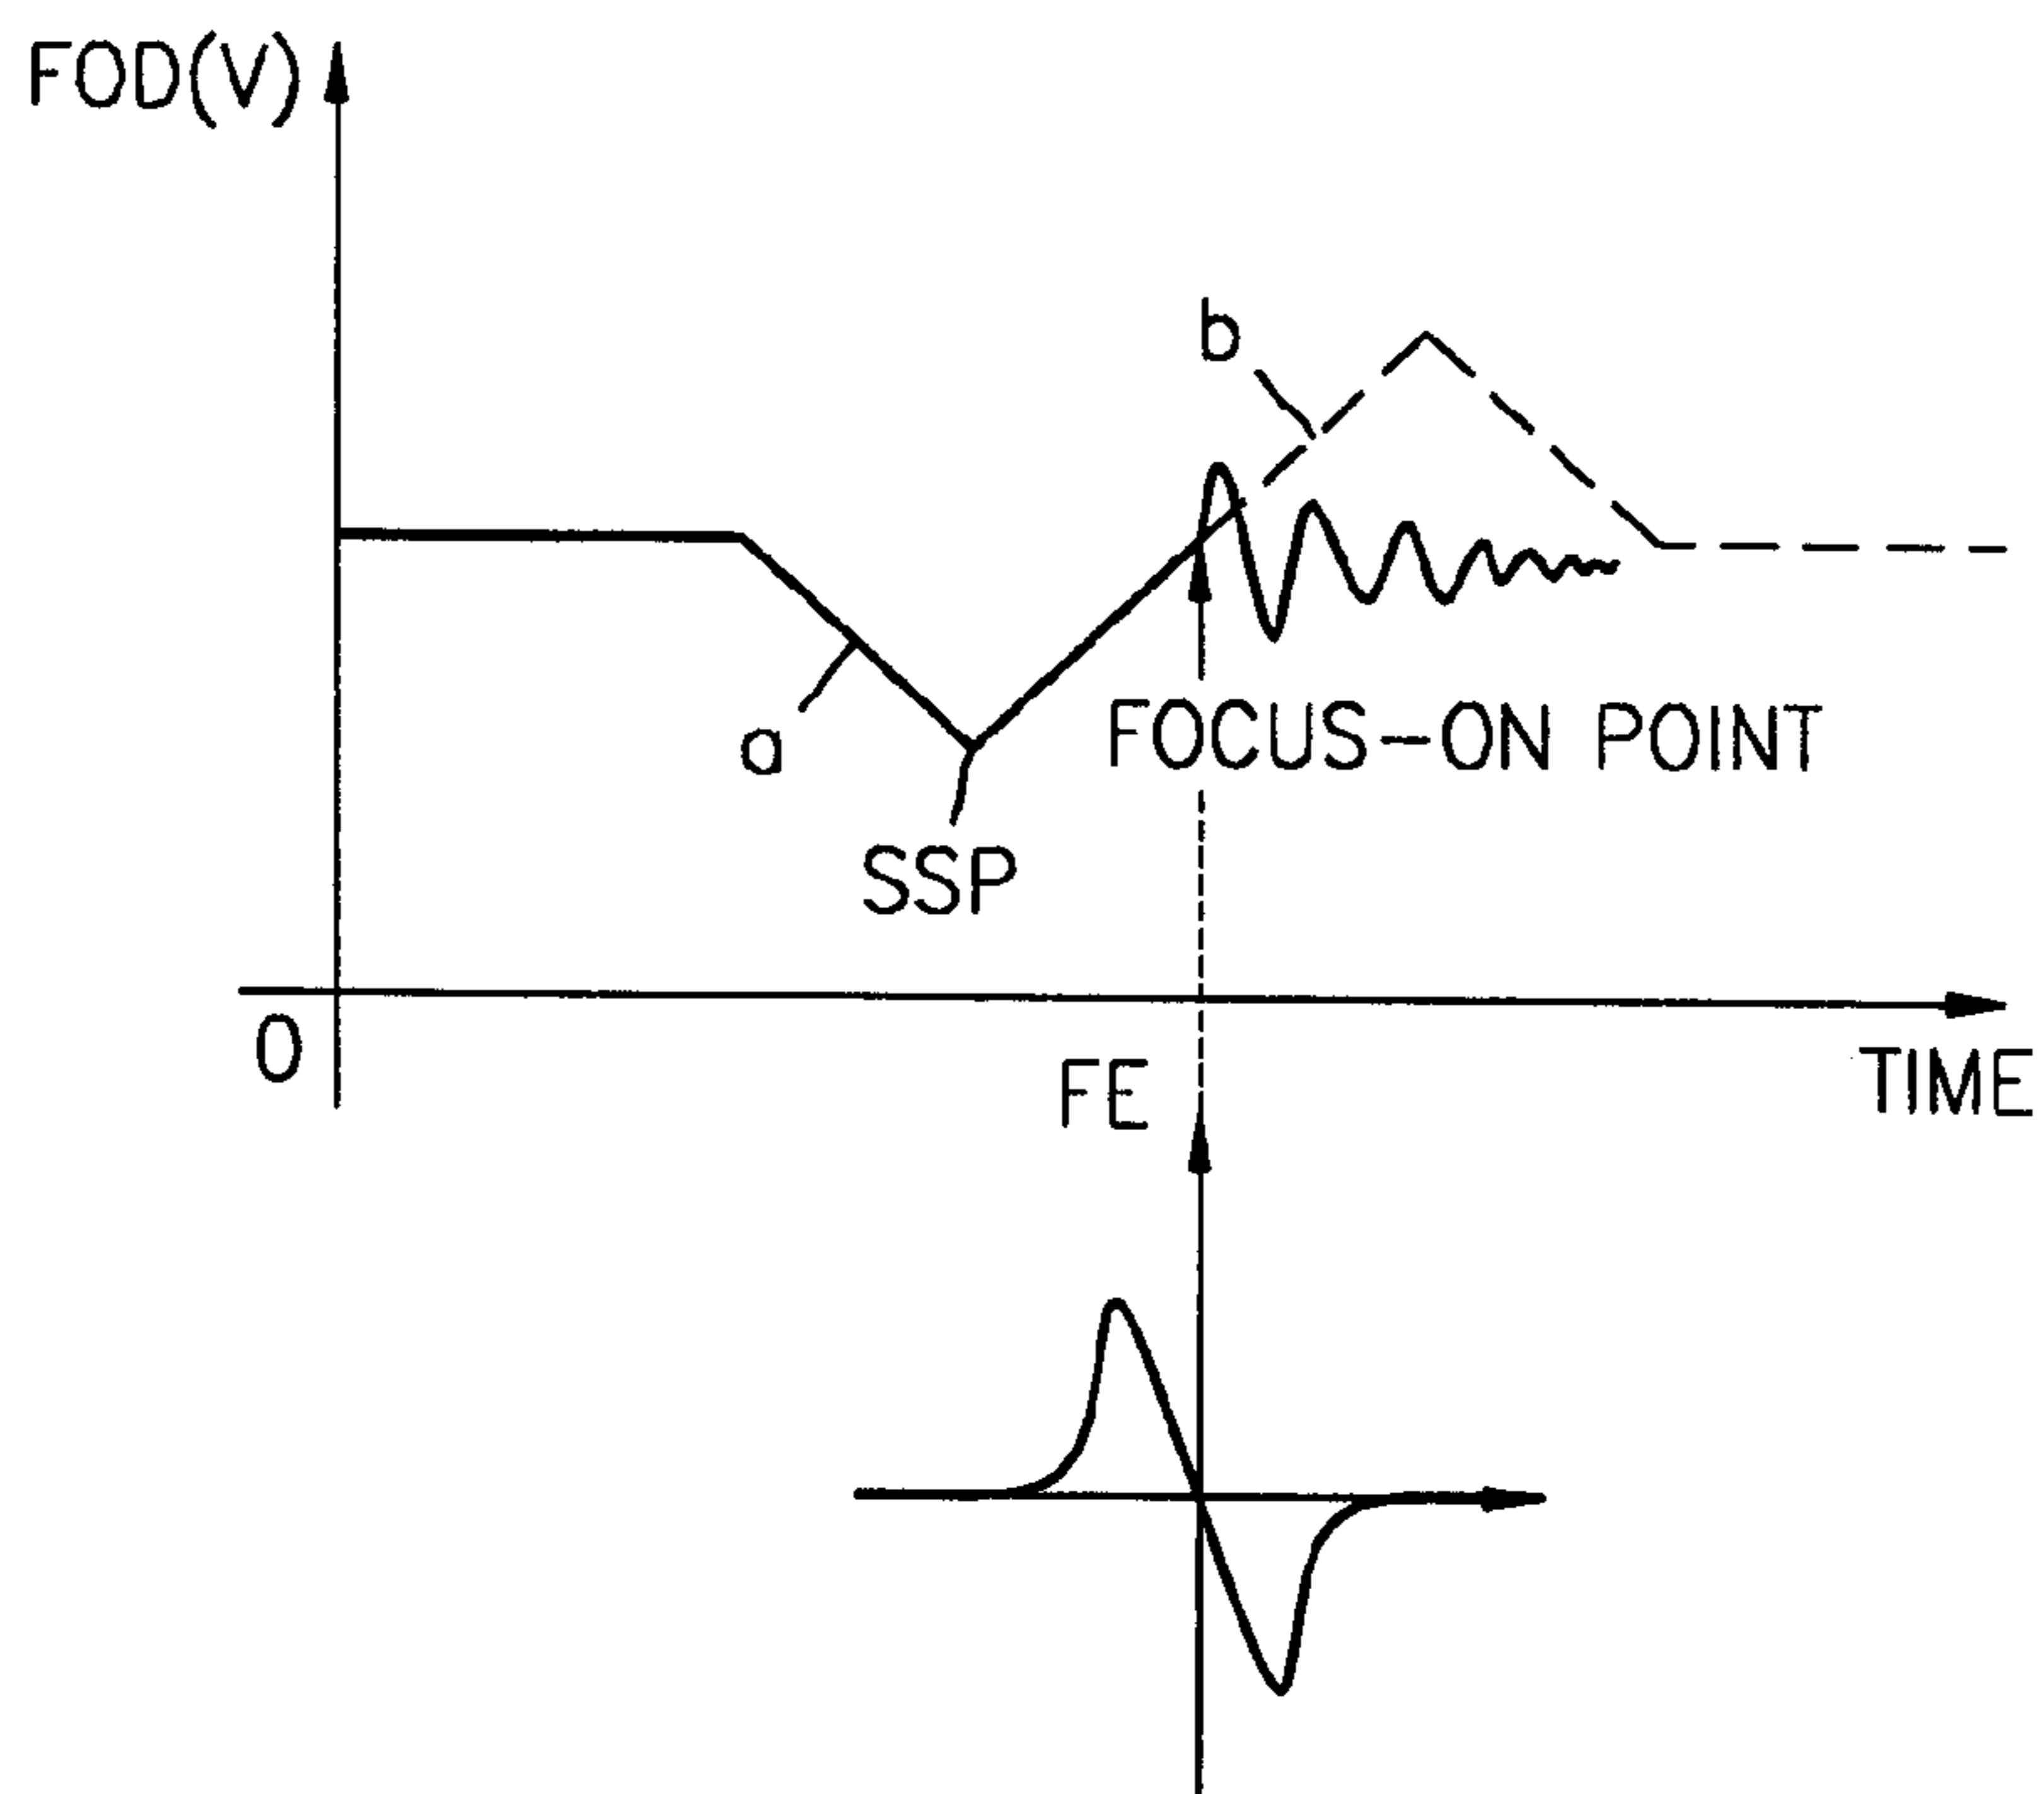 FOD(V)
b
a
FOCUS-ON POINT
SSP
0
FE
TIME